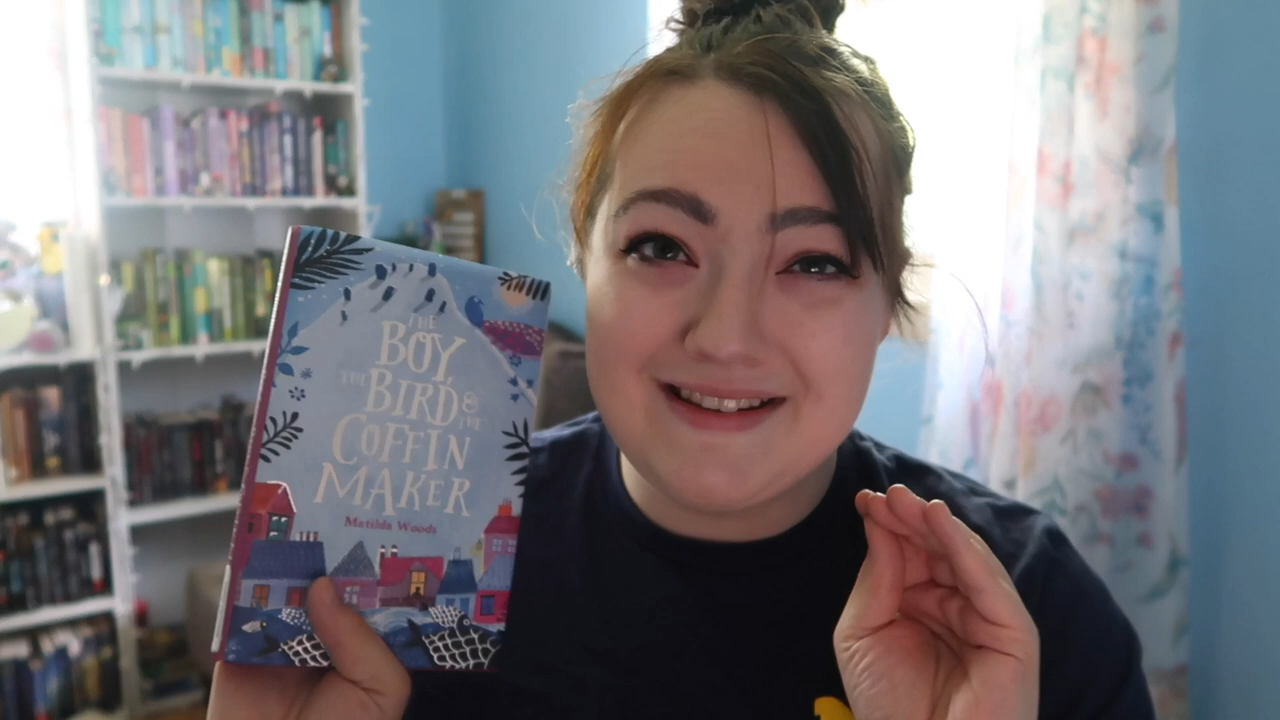 THE
BOY,
THE BIRD &
THE
COFFIN
MAKER
Matilda Woods